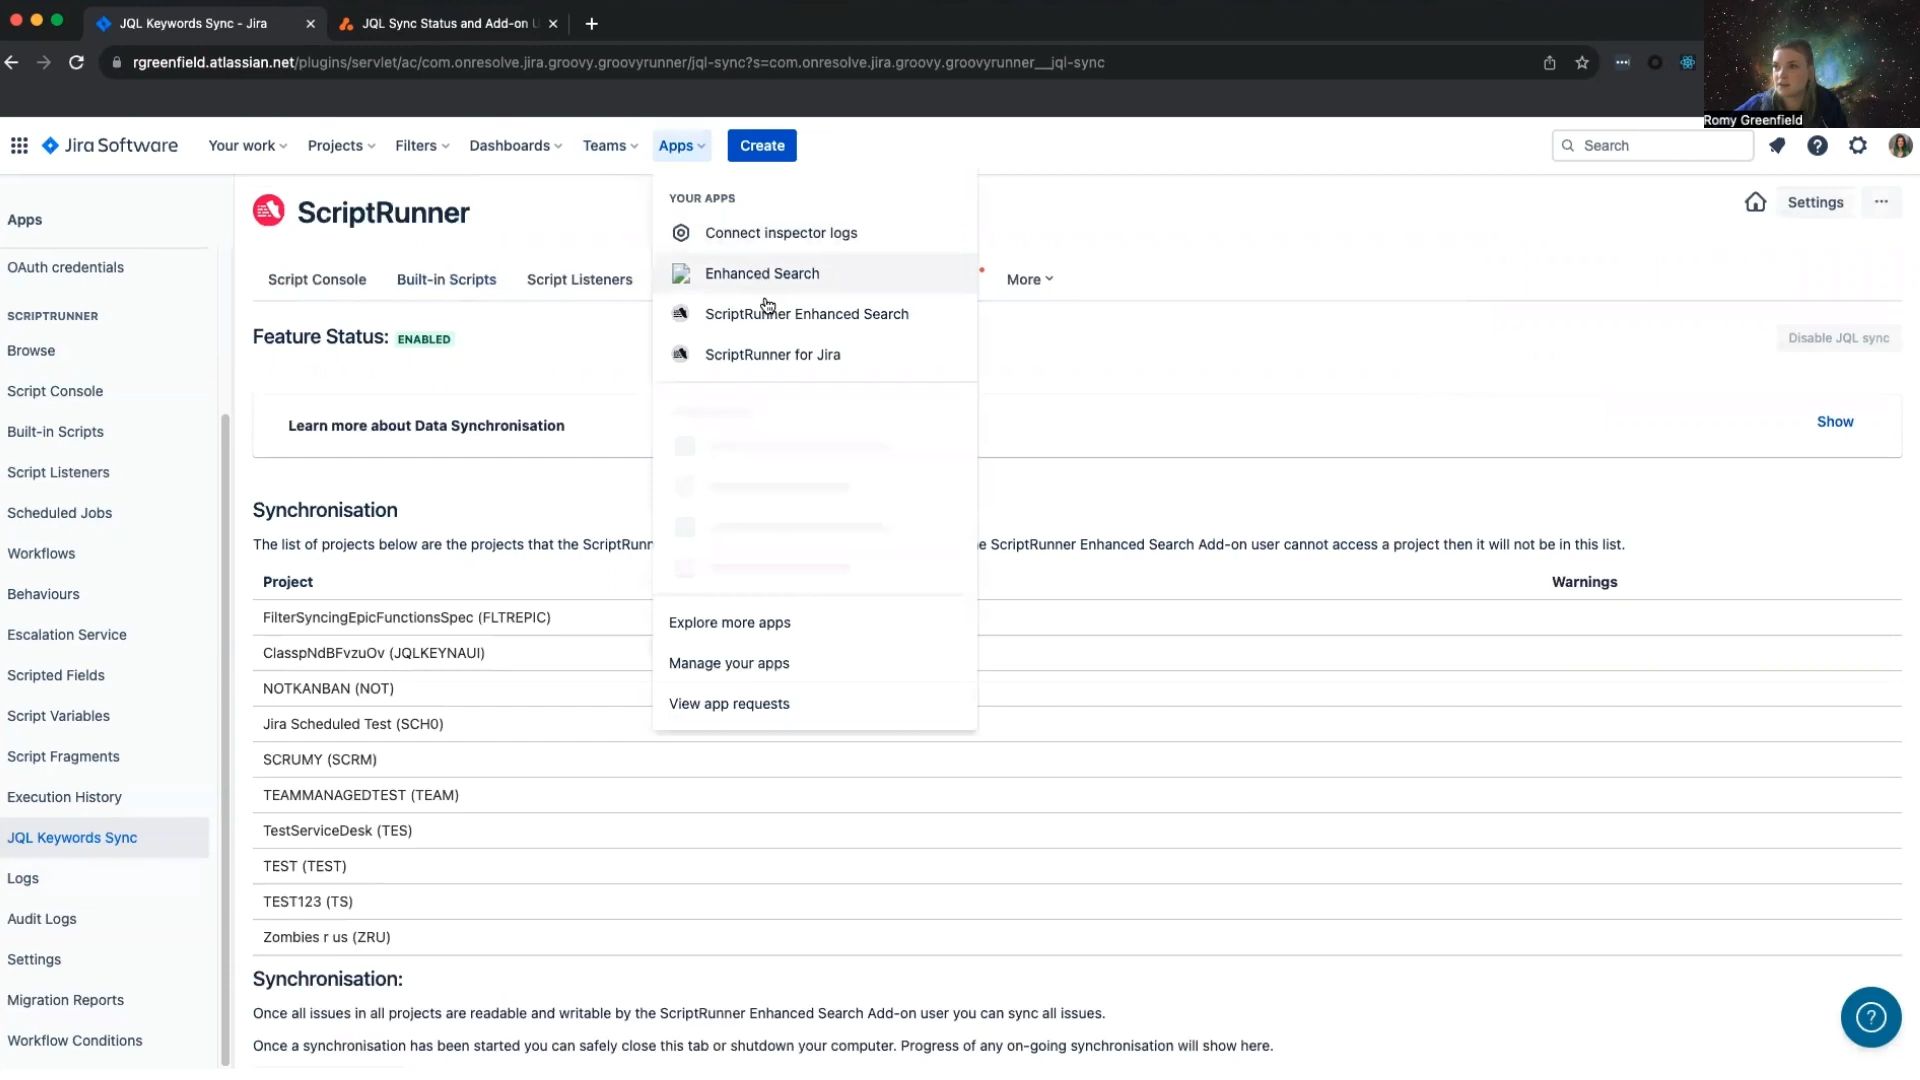 JQL Keywords Sync - Jira
JQL Sync Status and Add-on
rgreenfield.atlassian.net/plugins/servlet/ac/com.onresolve.jira.groovy.groovyrunner/jql-sync?s=com.onresolve.jira.groovy.groovyrunner__jql-sync
Romy Greenfield
Jira Software
Your work
Projects
Filters
Dashboards
Teams
Apps
Create
Search
Apps
OAuth credentials
SCRIPTRUNNER
Browse
Script Console
Built-in Scripts
Script Listeners
Scheduled Jobs
Workflows
Behaviours
Escalation Service
Scripted Fields
Script Variables
Script Fragments
Execution History
JQL Keywords Sync
Logs
Audit Logs
Settings
Migration Reports
Workflow Conditions
ScriptRunner
Settings
Script Console
Built-in Scripts
Script Listeners
More
YOUR APPS
Connect inspector logs
Enhanced Search
ScriptRunner Enhanced Search
ScriptRunner for Jira
Explore more apps
Manage your apps
View app requests
Feature Status: ENABLED
Disable JQL sync
Learn more about Data Synchronisation
Show
Synchronisation
The list of projects below are the projects that the ScriptRunn
ScriptRunner Enhanced Search Add-on user cannot access a project then it will not be in this list.
Project
Warnings
FilterSyncingEpicFunctionsSpec (FLTREPIC)
ClasspNdBFvzuOv (JQLKEYNAUI)
NOTKANBAN (NOT)
Jira Scheduled Test (SCH0)
SCRUMY (SCRM)
TEAMMANAGEDTEST (TEAM)
TestServiceDesk (TES)
TEST (TEST)
TEST123 (TS)
Zombies r us (ZRU)
Synchronisation:
Once all issues in all projects are readable and writable by the ScriptRunner Enhanced Search Add-on user you can sync all issues.
Once a synchronisation has been started you can safely close this tab or shutdown your computer. Progress of any on-going synchronisation will show here.